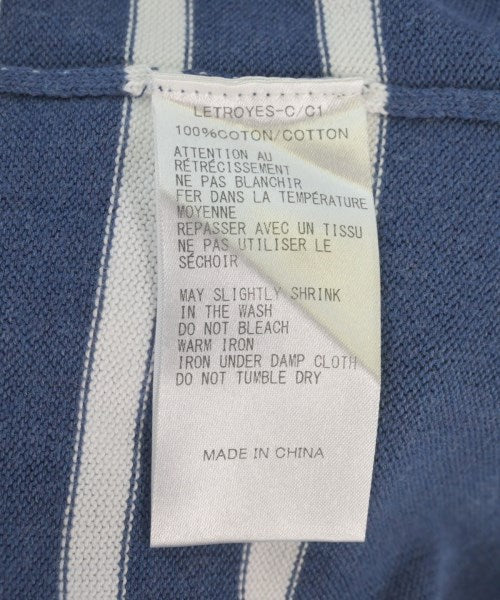 LETROYES-C/C1
100%COTON/COTTON
ATTENTION AU
RÉTRÉCISSEMENT
NE PAS BLANCHIR
FER DANS LA TEMPÉRATURE
MOYENNE
REPASSER AVEC UN TISSU
NE PAS UTILISER LE
SÉCHOIR
MAY SLIGHTLY SHRINK
IN THE WASH
DO NOT BLEACH
WARM IRON
IRON UNDER DAMP CLOTH
DO NOT TUMBLE DRY
MADE IN CHINA